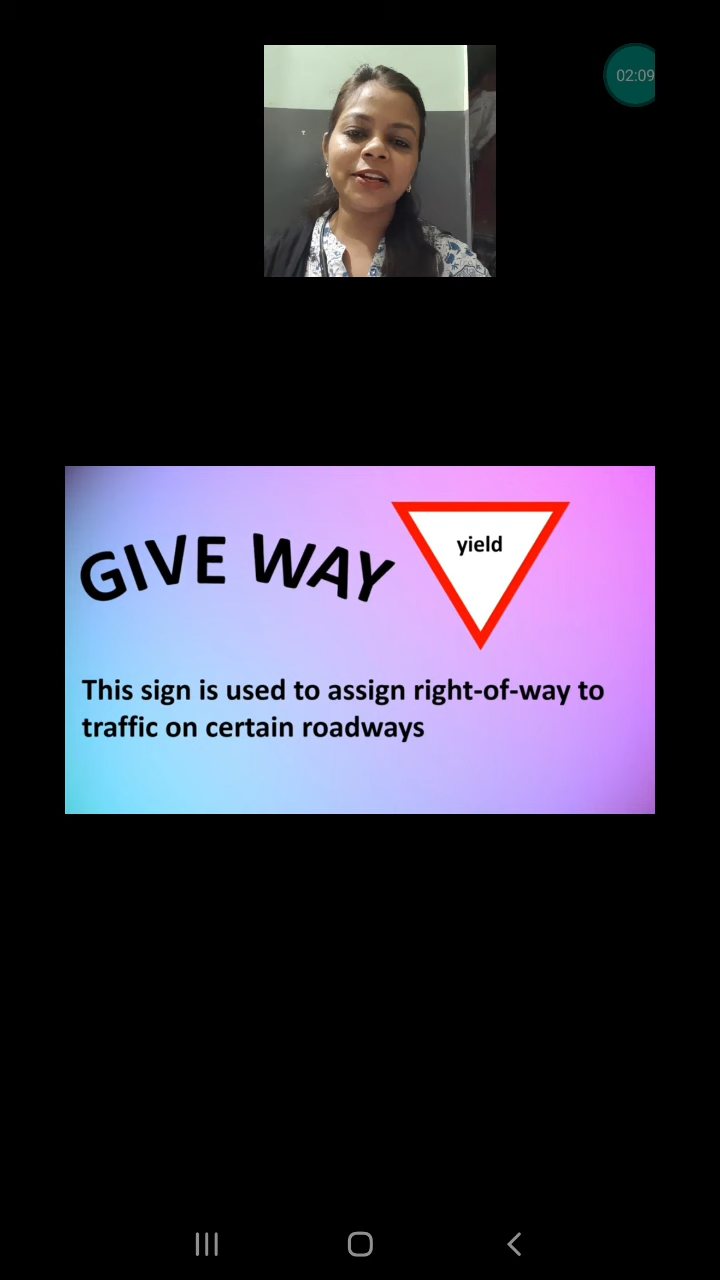 02:09
GIVE WAY
yield
This sign is used to assign right-of-way to
traffic on certain roadways